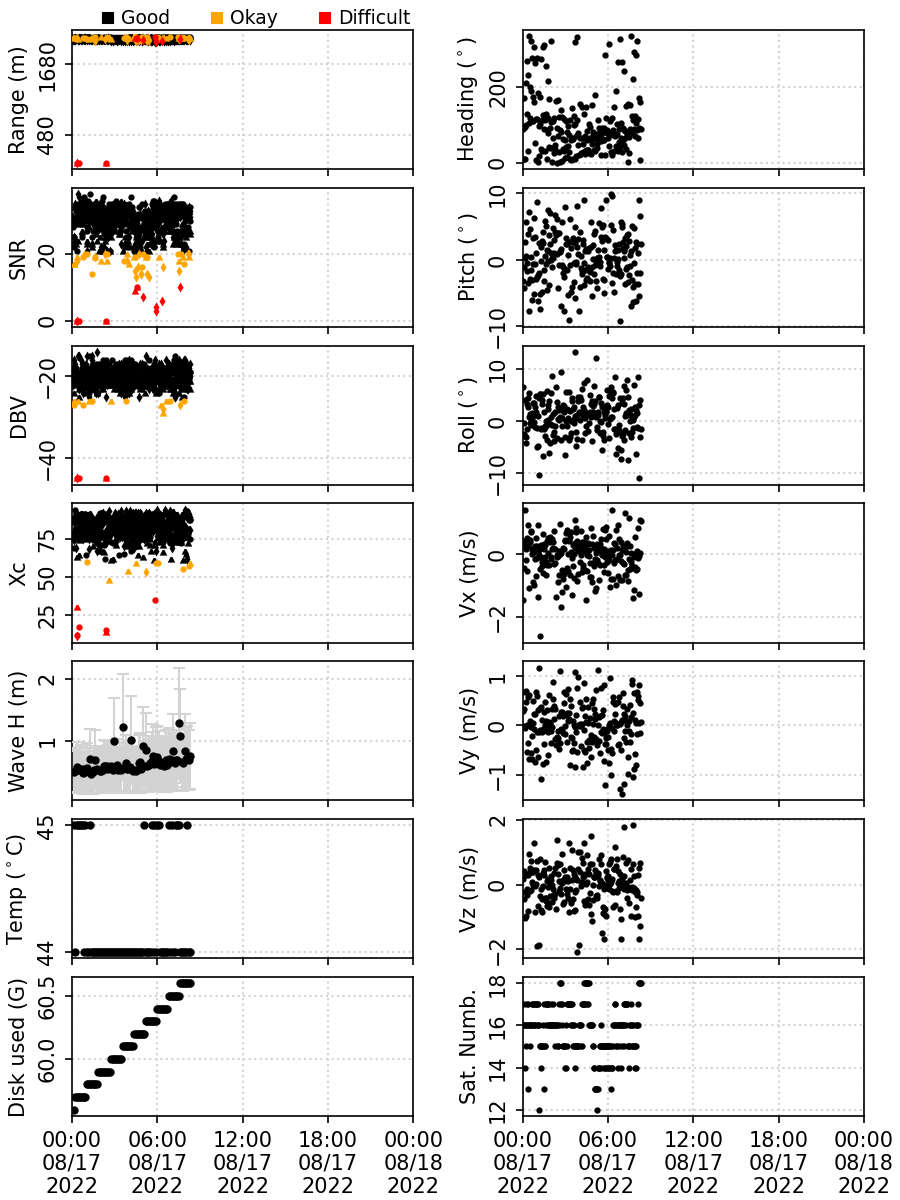 Good Okay Difficult
Range (m)
1680
480
Heading (°)
200
0
SNR
20
0
Pitch (°)
10
0
−10
DBV
−20
−40
Roll (°)
10
0
−10
Xc
75
50
25
Vx (m/s)
0
−2
Wave H (m)
2
1
Vy (m/s)
1
0
−1
Temp (°C)
45
44
Vz (m/s)
2
0
−2
Disk used (G)
60.5
60.0
Sat. Numb.
18
16
14
12
00:00 06:00 12:00 18:00 00:00
08/17 08/17 08/17 08/17 08/18
2022 2022 2022 2022 2022
00:00 06:00 12:00 18:00 00:00
08/17 08/17 08/17 08/17 08/18
2022 2022 2022 2022 2022